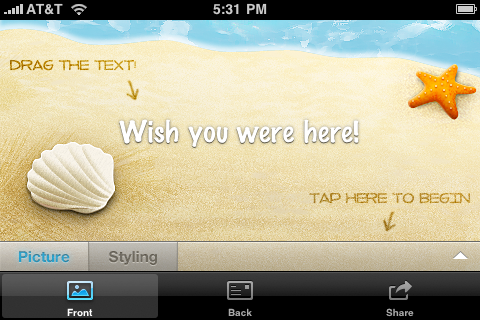 AT&T
5:31 PM
DRAG THE TEXT!
Wish you were here!
TAP HERE TO BEGIN
Picture
Styling
Front
Back
Share